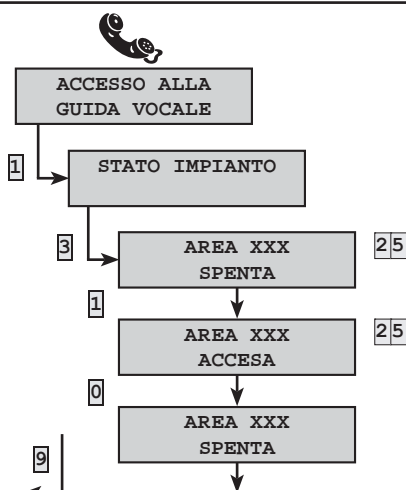 ACCESSO ALLA
GUIDA VOCALE
1
STATO IMPIANTO
3
AREA XXX
SPENTA
2 5
1
AREA XXX
ACCESA
2 5
0
AREA XXX
SPENTA
9